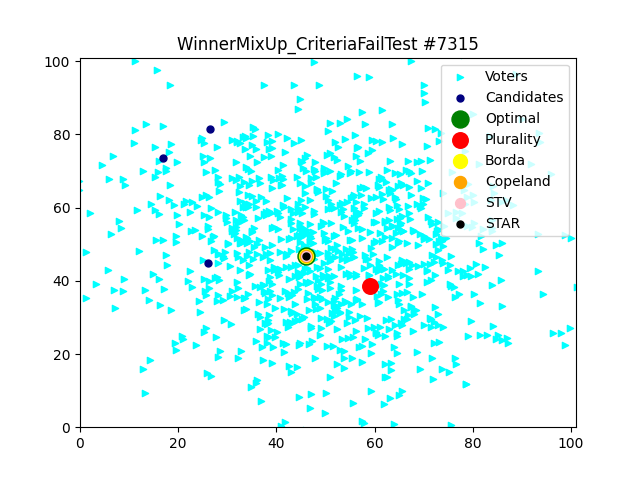 WinnerMixUp_CriteriaFailTest #7315
100
80
60
40
20
0
0
20
40
60
80
100
Voters
Candidates
Optimal
Plurality
Borda
Copeland
STV
STAR